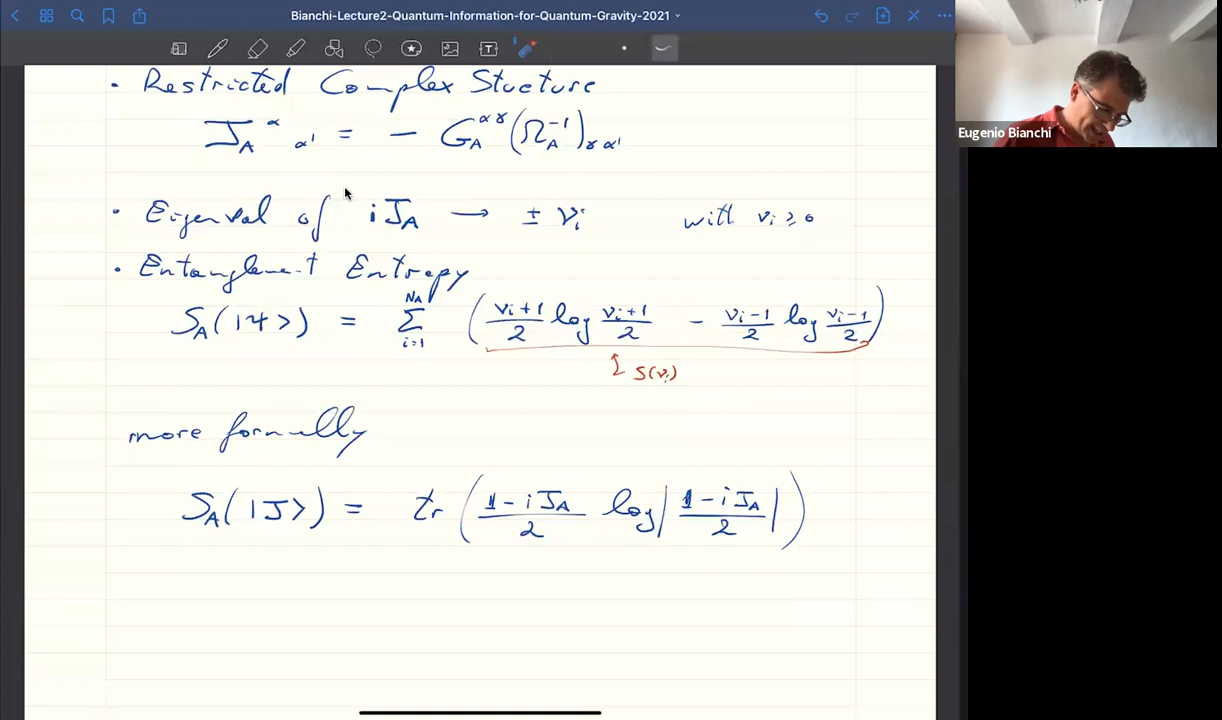 Bianchi-Lecture2-Quantum-Information-for-Quantum-Gravity-2021
Eugenio Bianchi
• Restricted Complex Stucture
J_A^α_α' = - G_A^αγ (Ω_A^-1)_γα'
• Eigenval of iJ_A → ± ν_i with ν_i ≥ 0
• Entanglement Entropy
S_A(|ψ>) = Σ_{i=1}^{N_A} ( (ν_i+1)/2 log (ν_i+1)/2 - (ν_i-1)/2 log (ν_i-1)/2 )
↑ S(ν_i)
more formally
S_A(|J>) = tr ( (1-iJ_A)/2 log | (1-iJ_A)/2 | )